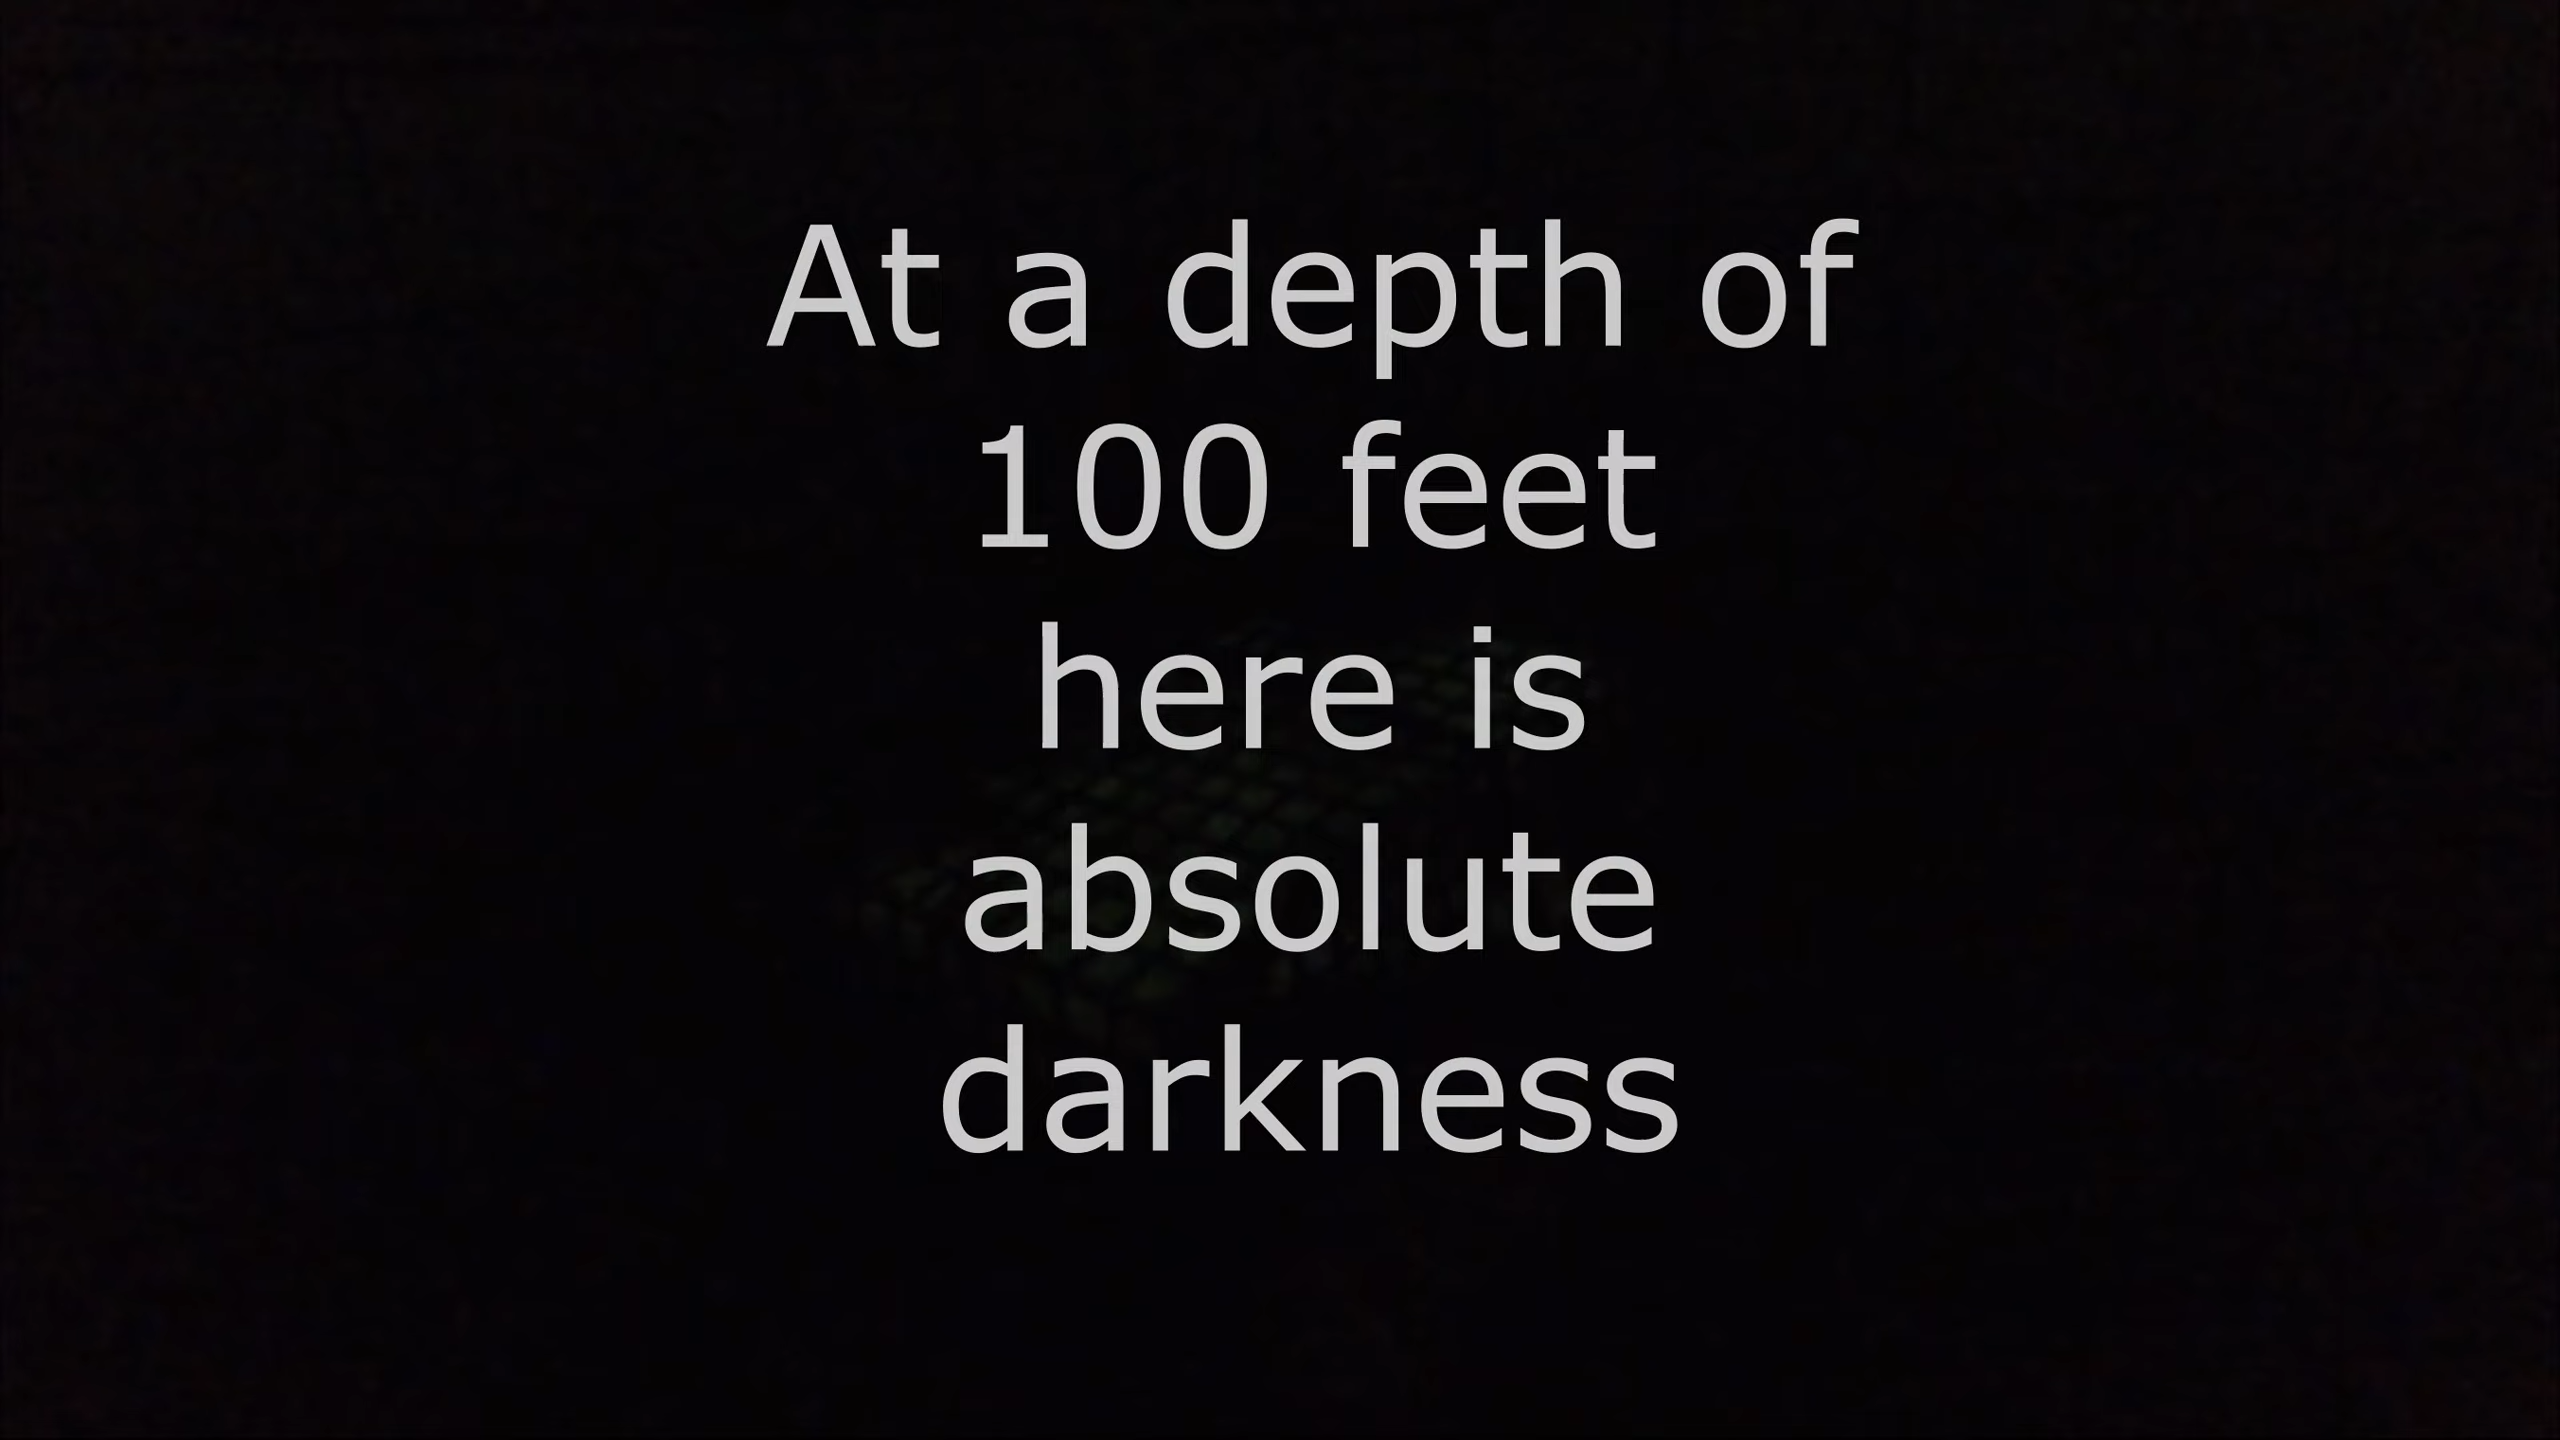 At a depth of
100 feet
here is
absolute
darkness